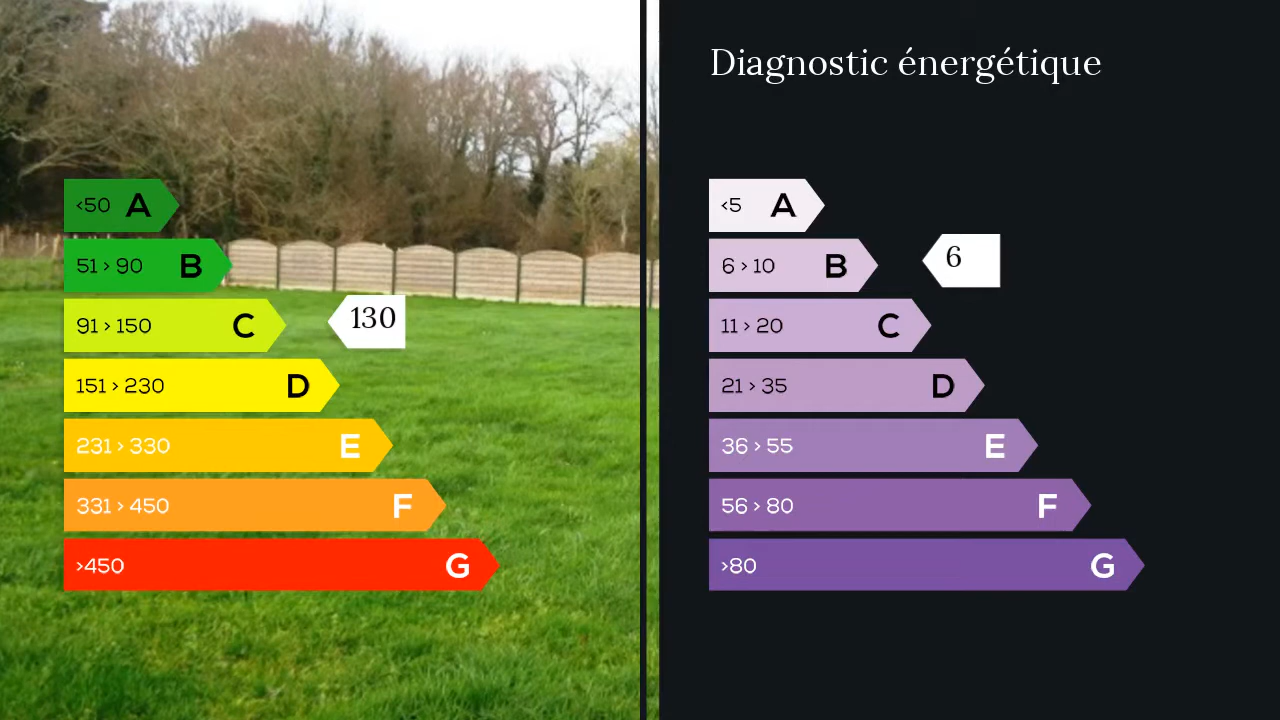 Diagnostic énergétique
<50 A
51 > 90 B
91 > 150 C
130
151 > 230 D
231 > 330 E
331 > 450 F
>450 G
<5 A
6 > 10 B
6
11 > 20 C
21 > 35 D
36 > 55 E
56 > 80 F
>80 G